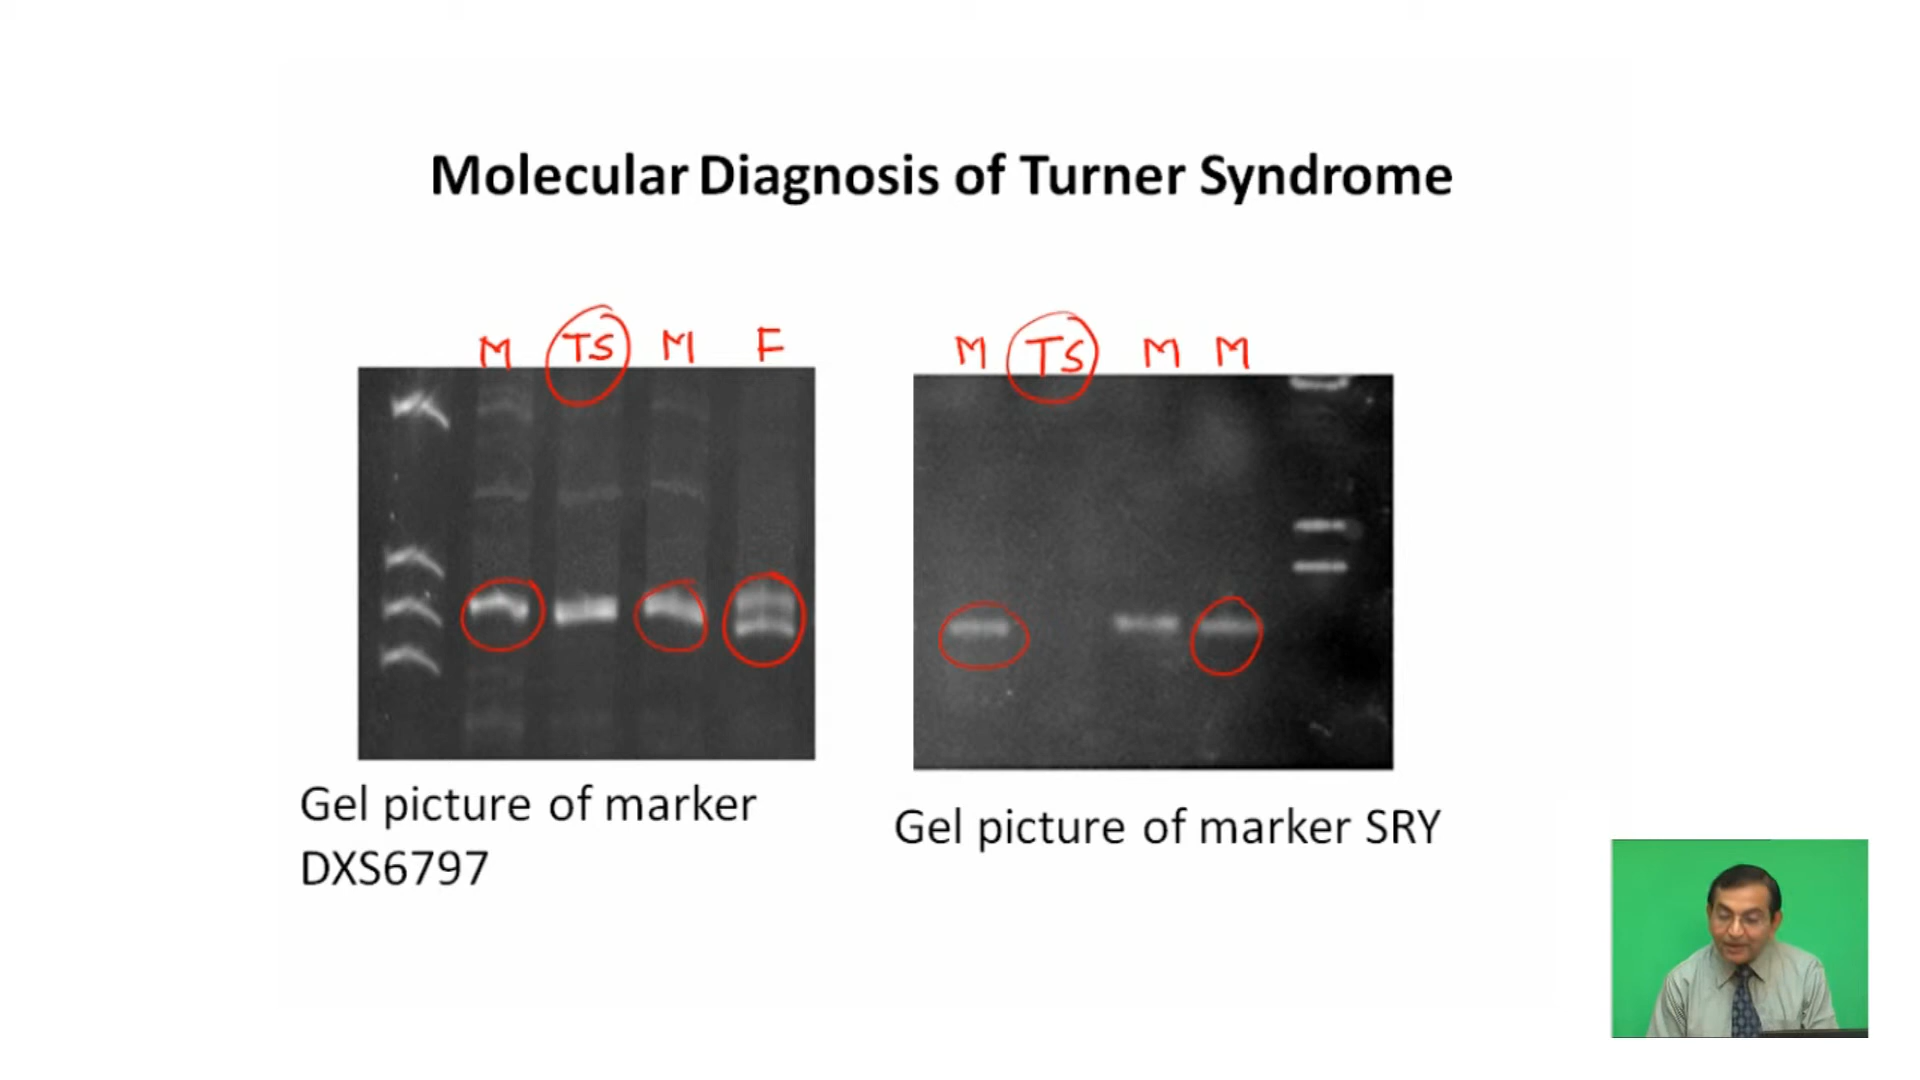 Molecular Diagnosis of Turner Syndrome
M TS M F
M TS M M
Gel picture of marker
DXS6797
Gel picture of marker SRY